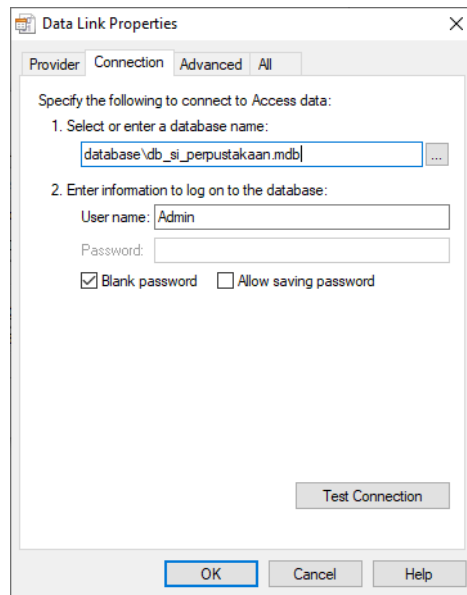 Data Link Properties
Provider Connection Advanced All
Specify the following to connect to Access data:
1. Select or enter a database name:
database\db_si_perpustakaan.mdb ...
2. Enter information to log on to the database:
User name: Admin
Password:
Blank password Allow saving password
Test Connection
OK Cancel Help